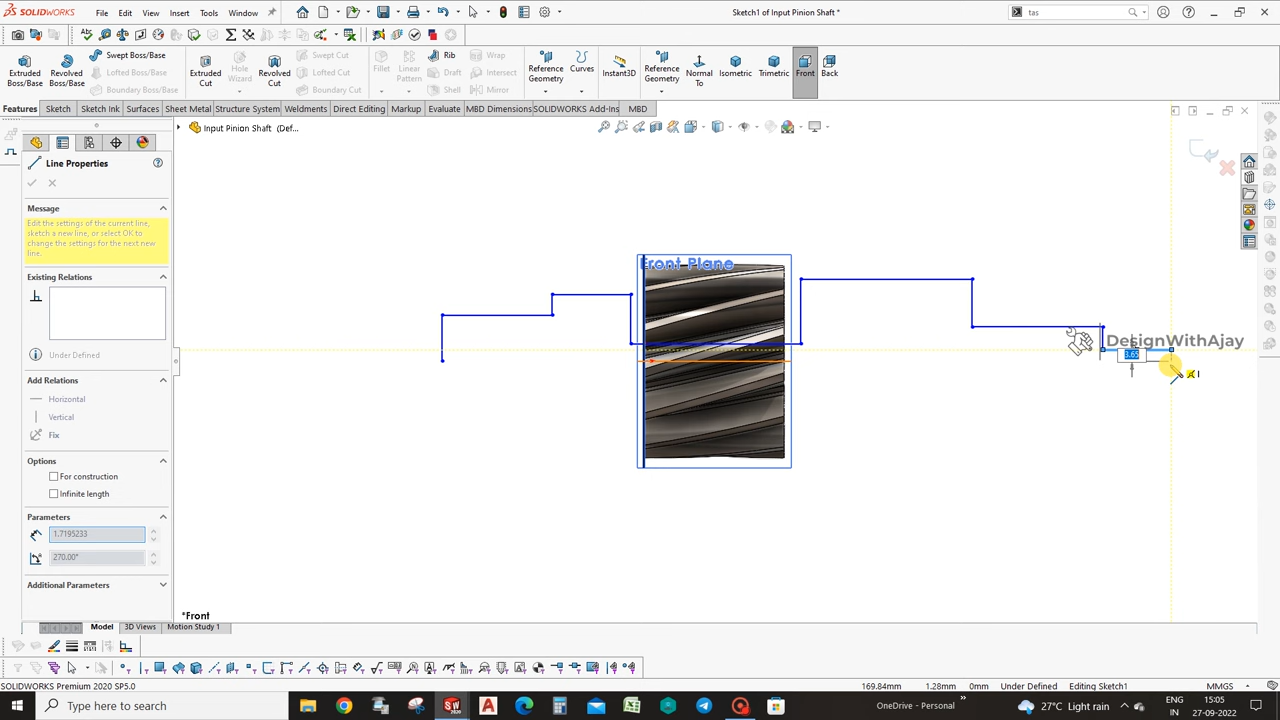 SOLIDWORKS File Edit View Insert Tools Window Sketch1 of Input Pinion Shaft * tas
Extruded Boss/Base
Revolved Boss/Base
Swept Boss/Base
Lofted Boss/Base
Boundary Boss/Base
Extruded Cut
Hole Wizard
Revolved Cut
Swept Cut
Lofted Cut
Boundary Cut
Fillet
Linear Pattern
Rib
Draft
Shell
Wrap
Intersect
Mirror
Reference Geometry
Curves
Instant3D
Reference Geometry
Normal To
Isometric
Trimetric
Front
Back
Features Sketch Sketch Ink Surfaces Sheet Metal Structure System Weldments Direct Editing Markup Evaluate MBD Dimensions SOLIDWORKS Add-Ins MBD
Input Pinion Shaft (Def...
Line Properties
Message
Edit the settings of the current line, sketch a new line, or select OK to change the settings for the next new line.
Existing Relations
Under Defined
Add Relations
Horizontal
Vertical
Fix
Options
For construction
Infinite length
Parameters
1.7195233
270.00°
Additional Parameters
Front Plane
DesignWithAjay
3.65
*Front
Model 3D Views Motion Study 1
SOLIDWORKS Premium 2020 SP5.0 169.84mm 1.28mm 0mm Under Defined Editing Sketch1 MMGS
Type here to search
OneDrive - Personal
27°C Light rain
ENG
IN
15:05
27-09-2022